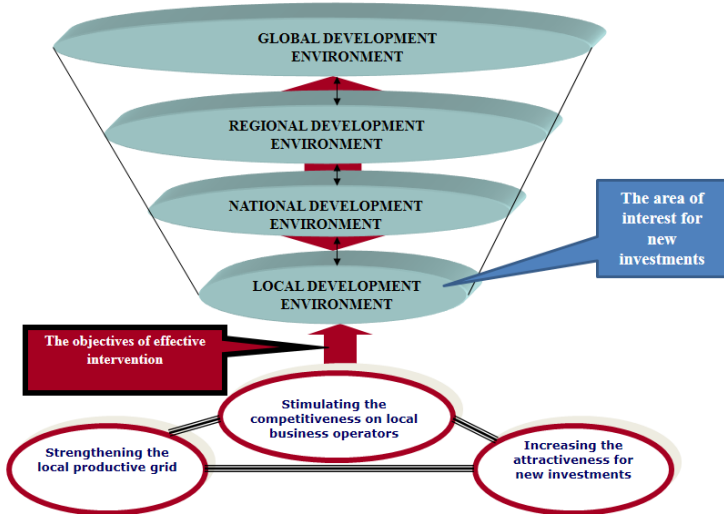 GLOBAL DEVELOPMENT
ENVIRONMENT
REGIONAL DEVELOPMENT
ENVIRONMENT
NATIONAL DEVELOPMENT
ENVIRONMENT
The area of
interest for
new
investments
LOCAL DEVELOPMENT
ENVIRONMENT
The objectives of effective
intervention
Stimulating the
competitiveness on local
business operators
Strengthening the
local productive grid
Increasing the
attractiveness for
new investments